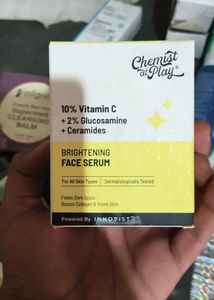 Chemist
at Play®
pilgrim
CLEANSING
BALM
10% Vitamin C
+ 2% Glucosamine
+ Ceramides
BRIGHTENING
FACE SERUM
For All Skin Types | Dermatologically Tested
Fades Dark Spots
Boosts Collagen & Firms Skin
Powered By INNOVIST